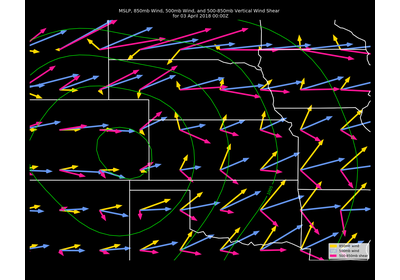 MSLP, 850mb Wind, 500mb Wind, and 500-850mb Vertical Wind Shear
for 03 April 2018 00:00Z
850mb wind
500mb wind
500-850mb shear